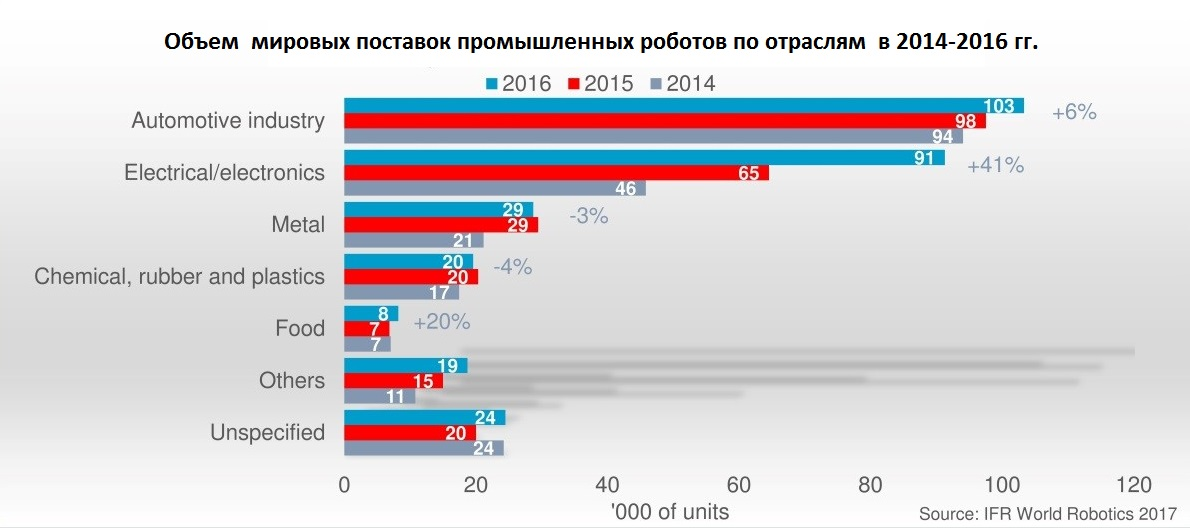 Объем мировых поставок промышленных роботов по отраслям в 2014-2016 гг.
2016 2015 2014
Automotive industry 103 +6%
98
94
Electrical/electronics 91 +41%
65
46
Metal 29 -3%
29
21
Chemical, rubber and plastics 20 -4%
20
17
Food 8 +20%
7
7
Others 19
15
11
Unspecified 24
20
24
0 20 40 60 80 100 120
'000 of units
Source: IFR World Robotics 2017